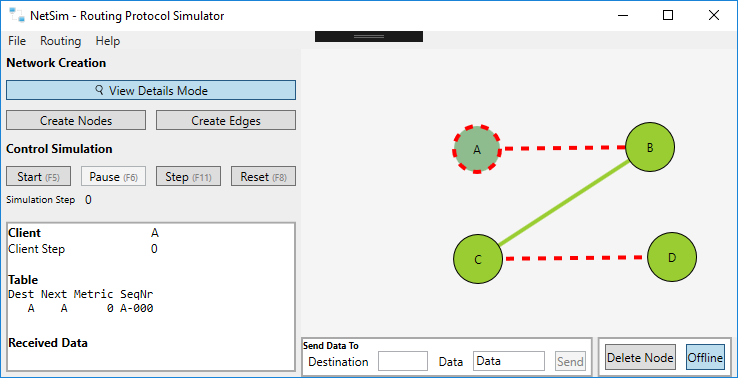 NetSim - Routing Protocol Simulator
File Routing Help
Network Creation
View Details Mode
Create Nodes Create Edges
Control Simulation
Start (F5) Pause (F6) Step (F11) Reset (F8)
Simulation Step 0
Client A
Client Step 0
Table
Dest Next Metric SeqNr
A A 0 A-000
Received Data
A
B
C
D
Send Data To
Destination Data Data Send
Delete Node Offline